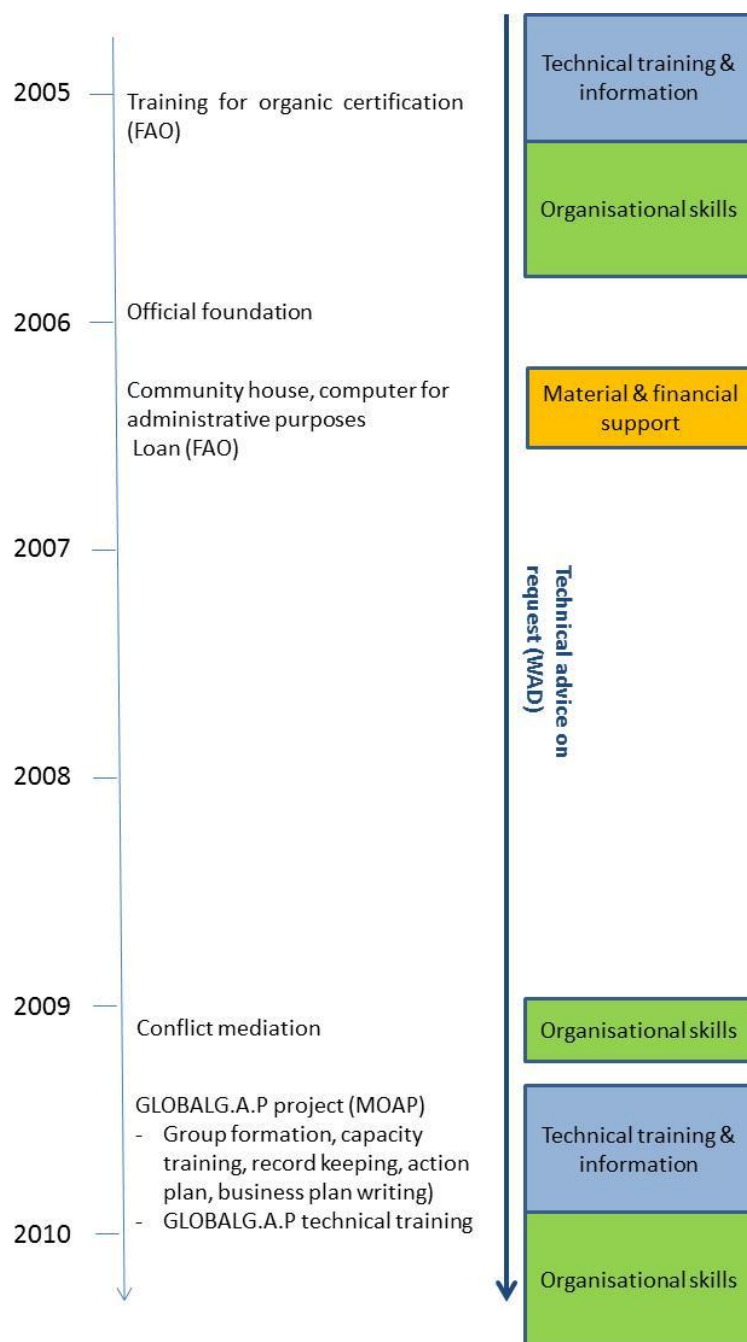 2005
Training for organic certification
(FAO)
Technical training &
information
Organisational skills
2006
Official foundation
Community house, computer for
administrative purposes
Loan (FAO)
Material & financial
support
2007
Technical advice on
request (WAD)
2008
2009
Conflict mediation
Organisational skills
GLOBALG.A.P project (MOAP)
- Group formation, capacity
training, record keeping, action
plan, business plan writing)
- GLOBALG.A.P technical training
Technical training &
information
2010
Organisational skills